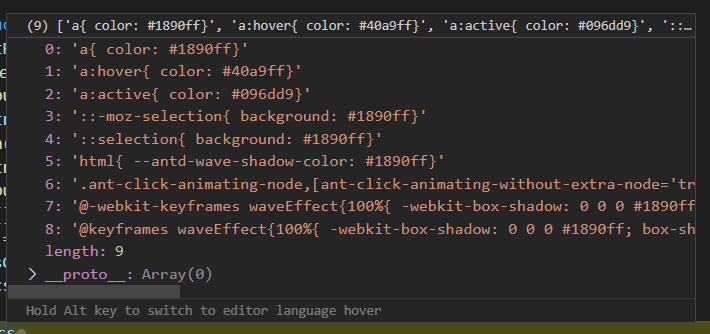 (9) ['a{ color: #1890ff}', 'a:hover{ color: #40a9ff}', 'a:active{ color: #096dd9}', '::…
0: 'a{ color: #1890ff}'
1: 'a:hover{ color: #40a9ff}'
2: 'a:active{ color: #096dd9}'
3: '::-moz-selection{ background: #1890ff}'
4: '::selection{ background: #1890ff}'
5: 'html{ --antd-wave-shadow-color: #1890ff}'
6: '.ant-click-animating-node,[ant-click-animating-without-extra-node='tr
7: '@-webkit-keyframes waveEffect{100%{ -webkit-box-shadow: 0 0 0 #1890ff
8: '@keyframes waveEffect{100%{ -webkit-box-shadow: 0 0 0 #1890ff; box-sh
length: 9
__proto__: Array(0)
Hold Alt key to switch to editor language hover